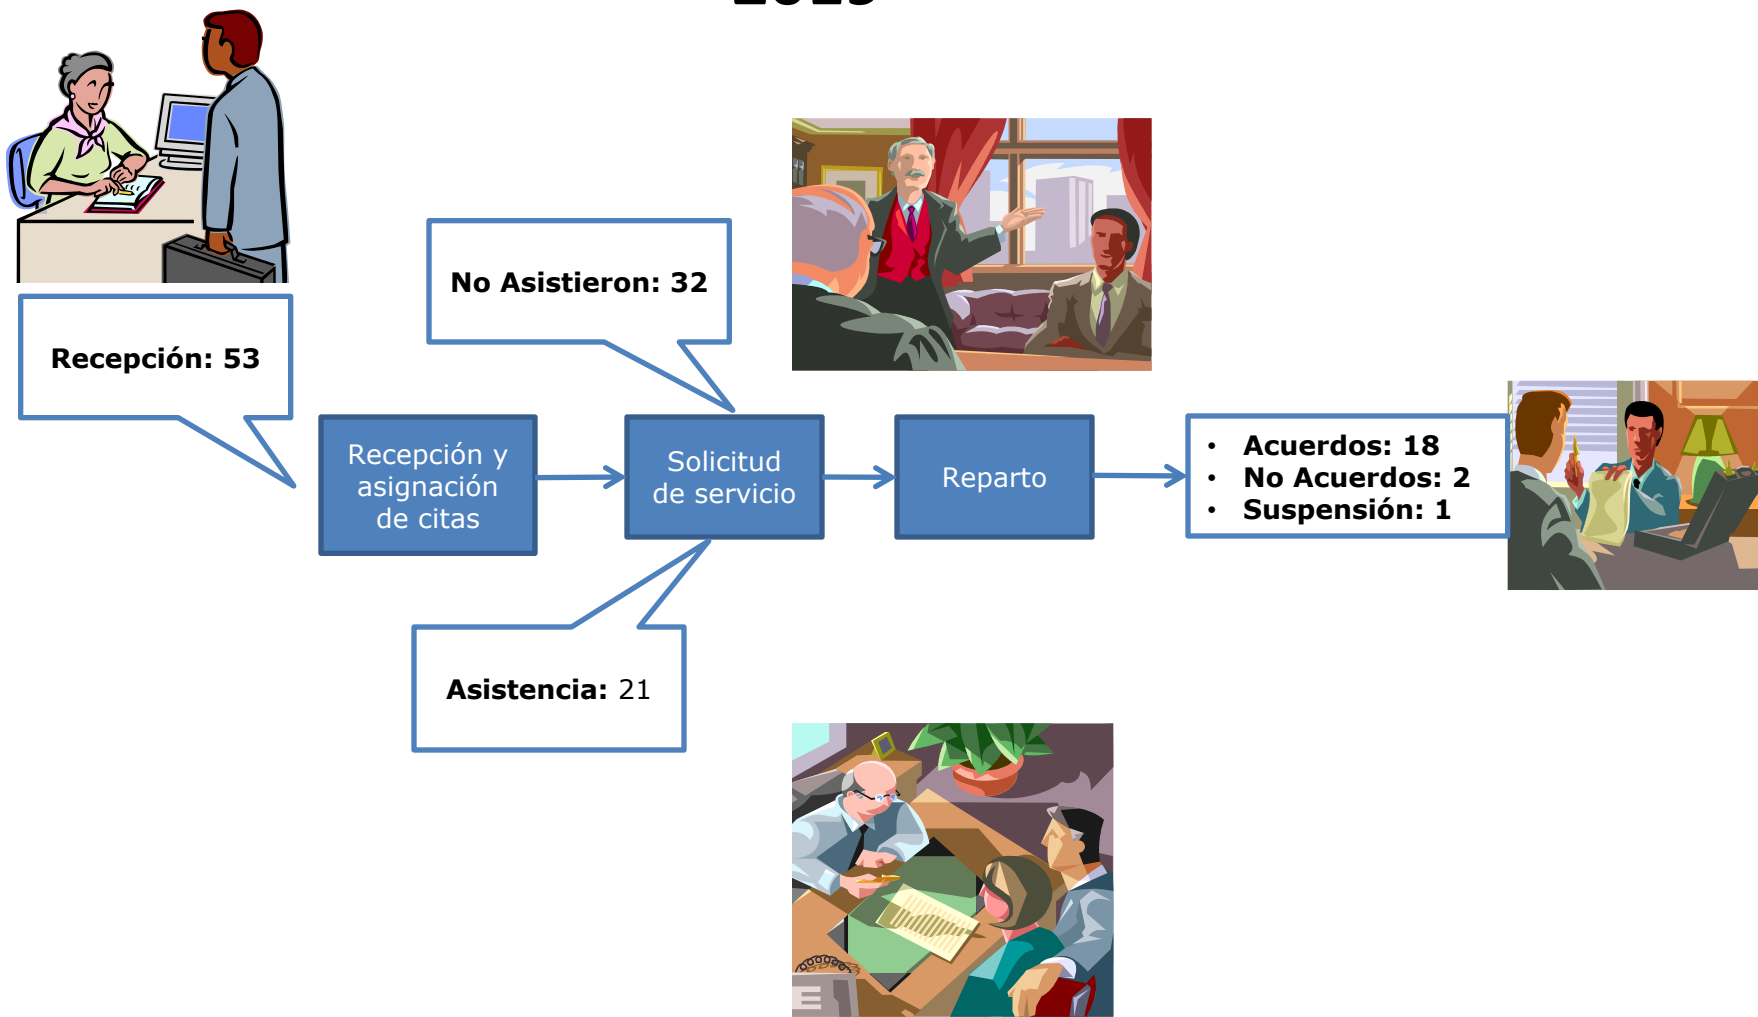 No Asistieron: 32
Recepción: 53
Recepción y
asignación
de citas
Solicitud
de servicio
Reparto
• Acuerdos: 18
• No Acuerdos: 2
• Suspensión: 1
Asistencia: 21